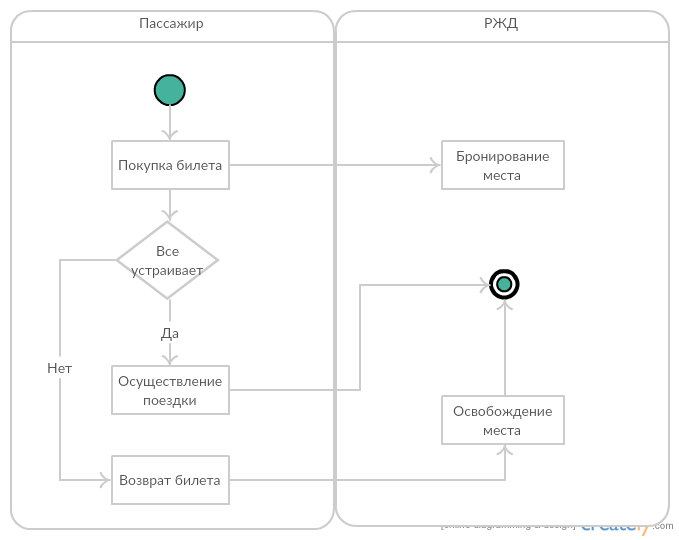 Пассажир
РЖД
Покупка билета
Бронирование
места
Все
устраивает
Да
Нет
Осуществление
поездки
Освобождение
места
Возврат билета
[online diagramming & design] creately.com